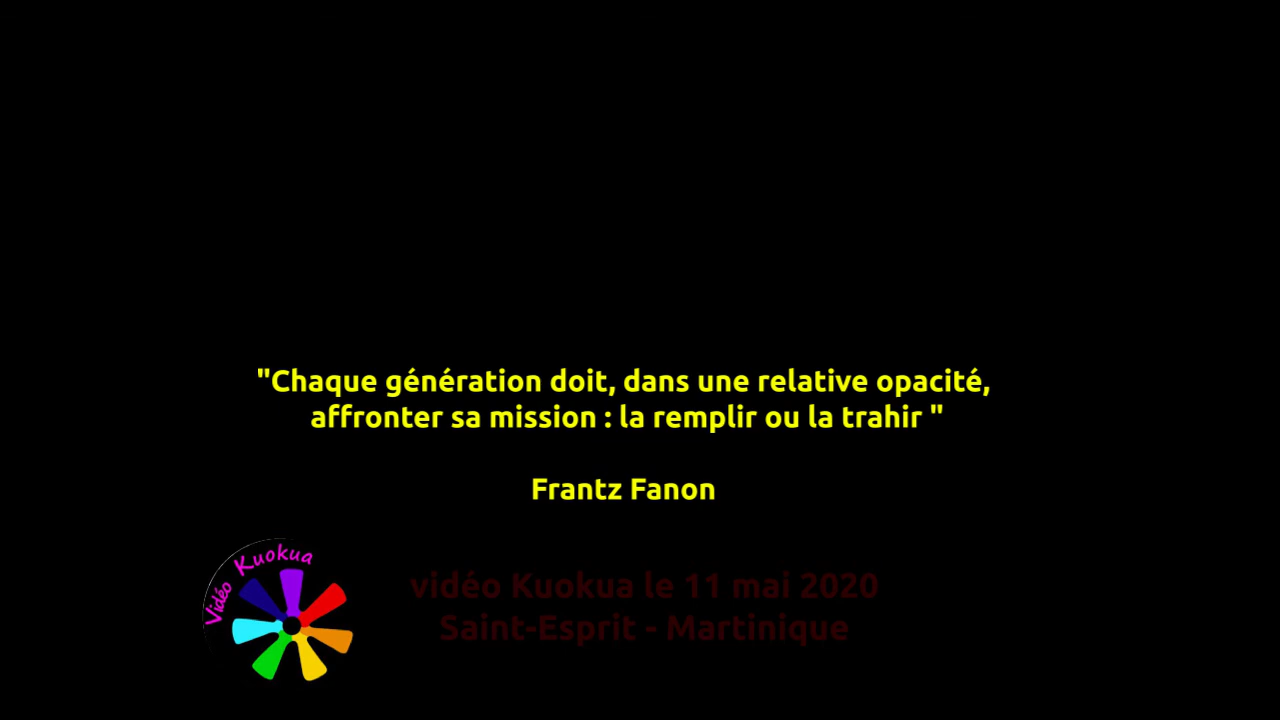 "Chaque génération doit, dans une relative opacité,
affronter sa mission : la remplir ou la trahir "
Frantz Fanon
Vidéo Kuokua
vidéo Kuokua le 11 mai 2020
Saint-Esprit - Martinique